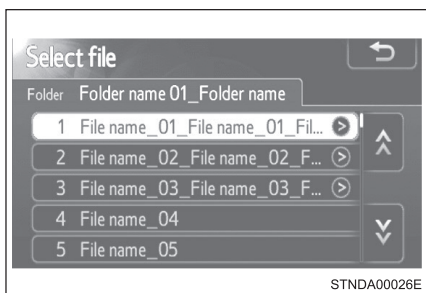 Select file
Folder Folder name 01_Folder name
1 File name_01_File name_01_Fil...
2 File name_02_File name_02_F...
3 File name_03_File name_03_F...
4 File name_04
5 File name_05
STNDA00026E